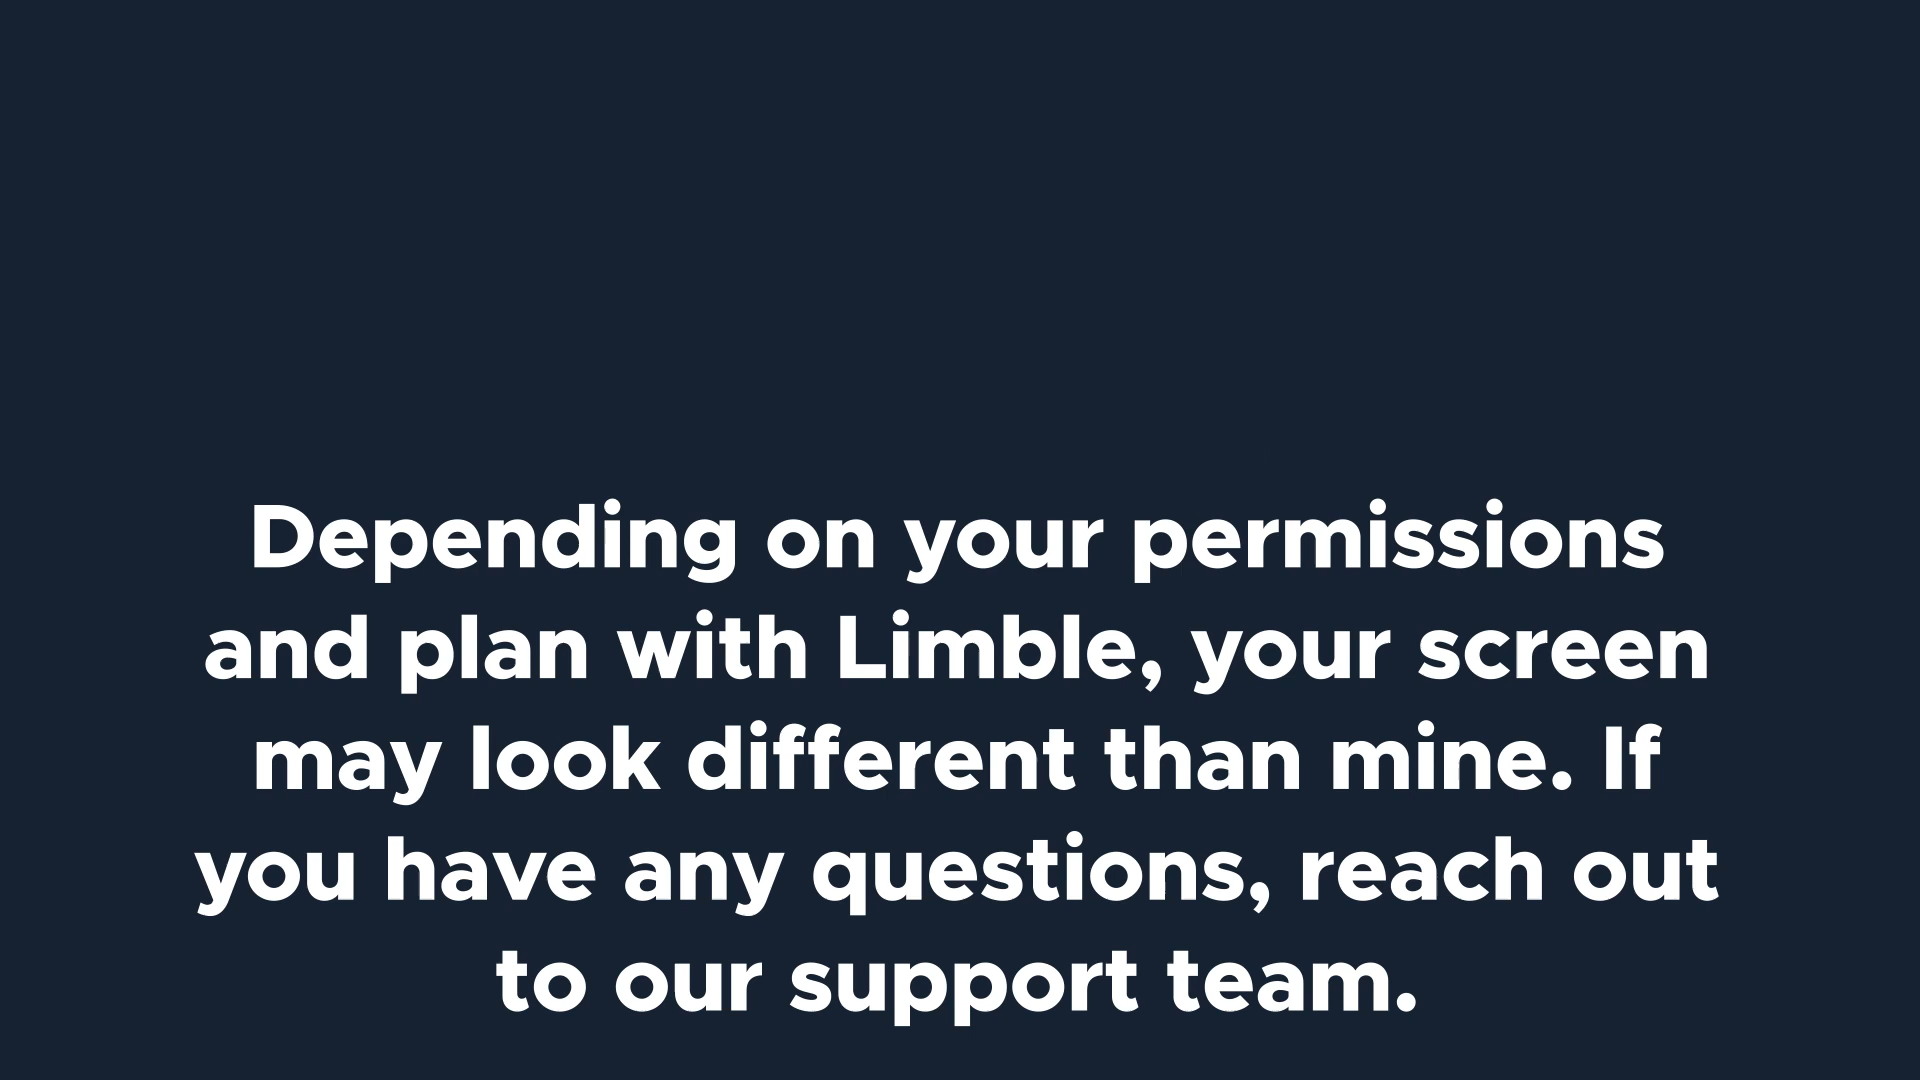 Depending on your permissions
and plan with Limble, your screen
may look different than mine. If
you have any questions, reach out
to our support team.